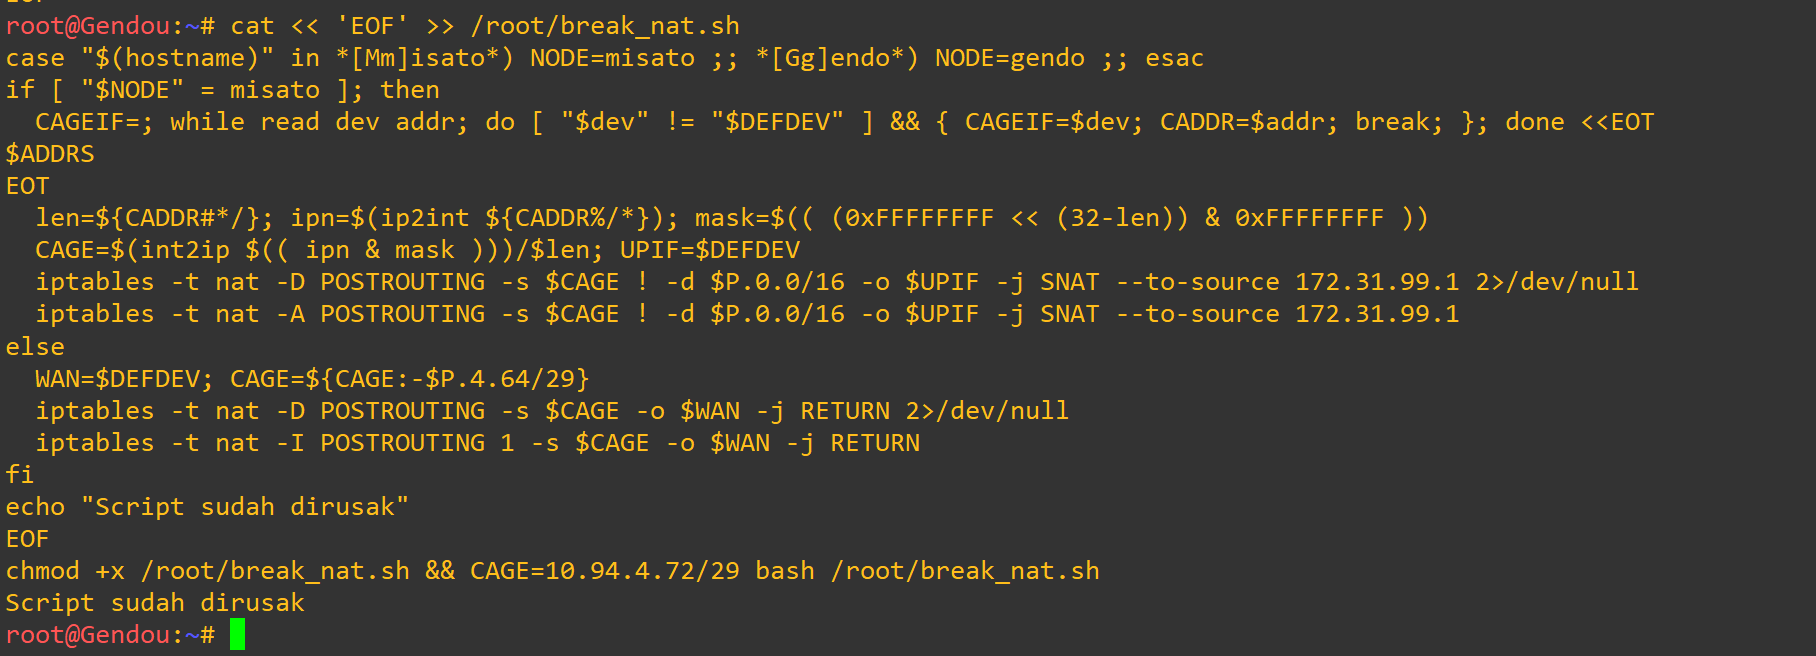 EOF
root@Gendou:~# cat << 'EOF' >> /root/break_nat.sh
case "$(hostname)" in *[Mm]isato*) NODE=misato ;; *[Gg]endo*) NODE=gendo ;; esac
if [ "$NODE" = misato ]; then
  CAGEIF=; while read dev addr; do [ "$dev" != "$DEFDEV" ] && { CAGEIF=$dev; CADDR=$addr; break; }; done <<EOT
$ADDRS
EOT
  len=${CADDR#*/}; ipn=$(ip2int ${CADDR%/*}); mask=$(( (0xFFFFFFFF << (32-len)) & 0xFFFFFFFF ))
  CAGE=$(int2ip $(( ipn & mask )))/$len; UPIF=$DEFDEV
  iptables -t nat -D POSTROUTING -s $CAGE ! -d $P.0.0/16 -o $UPIF -j SNAT --to-source 172.31.99.1 2>/dev/null
  iptables -t nat -A POSTROUTING -s $CAGE ! -d $P.0.0/16 -o $UPIF -j SNAT --to-source 172.31.99.1
else
  WAN=$DEFDEV; CAGE=${CAGE:-$P.4.64/29}
  iptables -t nat -D POSTROUTING -s $CAGE -o $WAN -j RETURN 2>/dev/null
  iptables -t nat -I POSTROUTING 1 -s $CAGE -o $WAN -j RETURN
fi
echo "Script sudah dirusak"
EOF
chmod +x /root/break_nat.sh && CAGE=10.94.4.72/29 bash /root/break_nat.sh
Script sudah dirusak
root@Gendou:~#